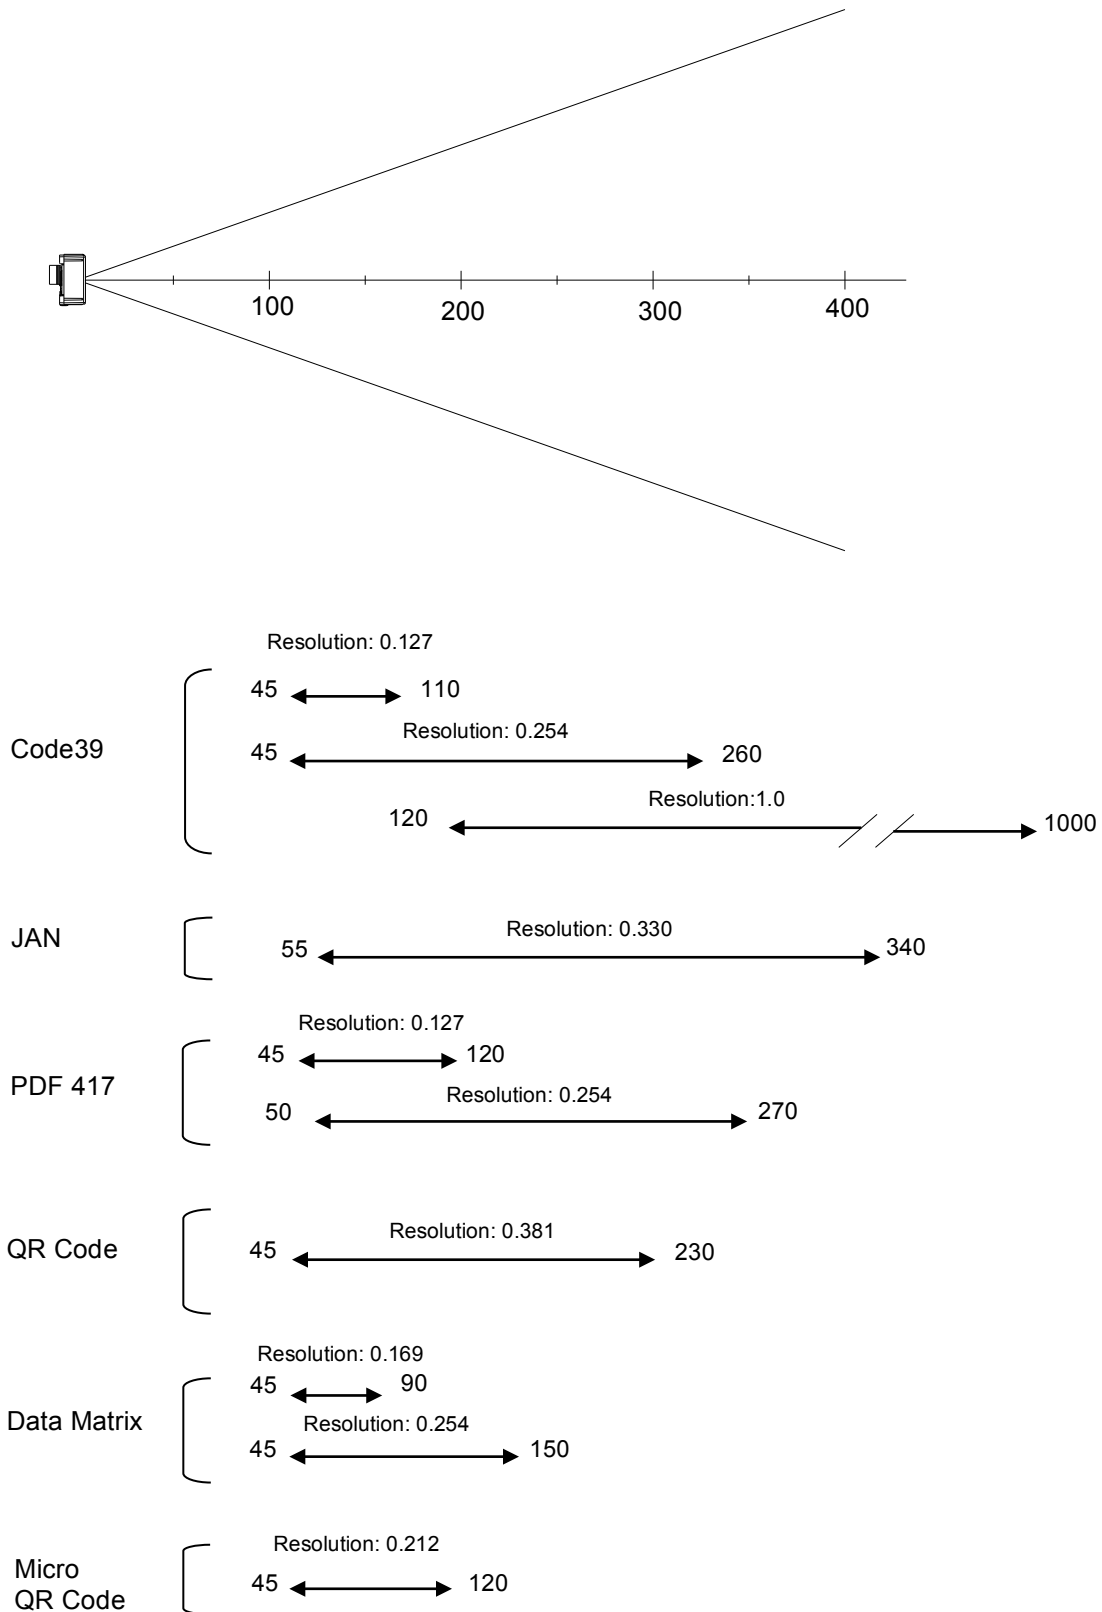 100
200
300
400
Resolution: 0.127
45
110
Code39
Resolution: 0.254
45
260
Resolution:1.0
120
1000
JAN
Resolution: 0.330
55
340
Resolution: 0.127
45
120
PDF 417
Resolution: 0.254
50
270
QR Code
Resolution: 0.381
45
230
Resolution: 0.169
45
90
Data Matrix
Resolution: 0.254
45
150
Resolution: 0.212
Micro
QR Code
45
120